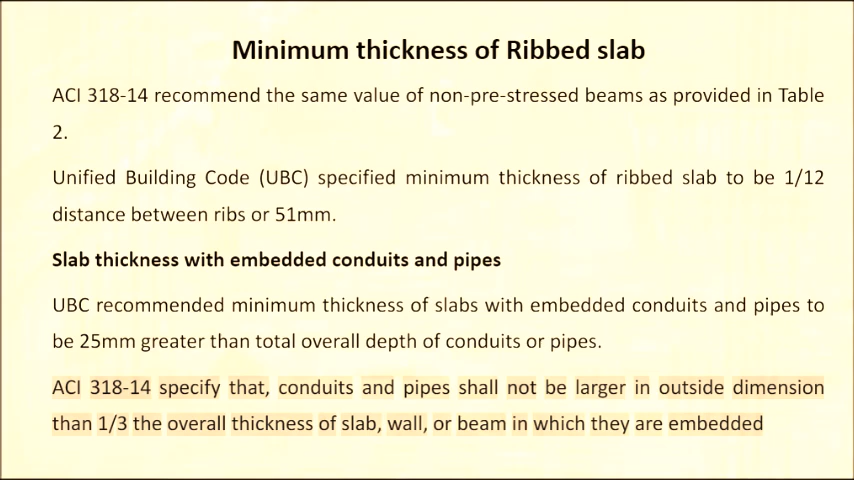 Minimum thickness of Ribbed slab
ACI 318-14 recommend the same value of non-pre-stressed beams as provided in Table
2.
Unified Building Code (UBC) specified minimum thickness of ribbed slab to be 1/12
distance between ribs or 51mm.
Slab thickness with embedded conduits and pipes
UBC recommended minimum thickness of slabs with embedded conduits and pipes to
be 25mm greater than total overall depth of conduits or pipes.
ACI 318-14 specify that, conduits and pipes shall not be larger in outside dimension
than 1/3 the overall thickness of slab, wall, or beam in which they are embedded